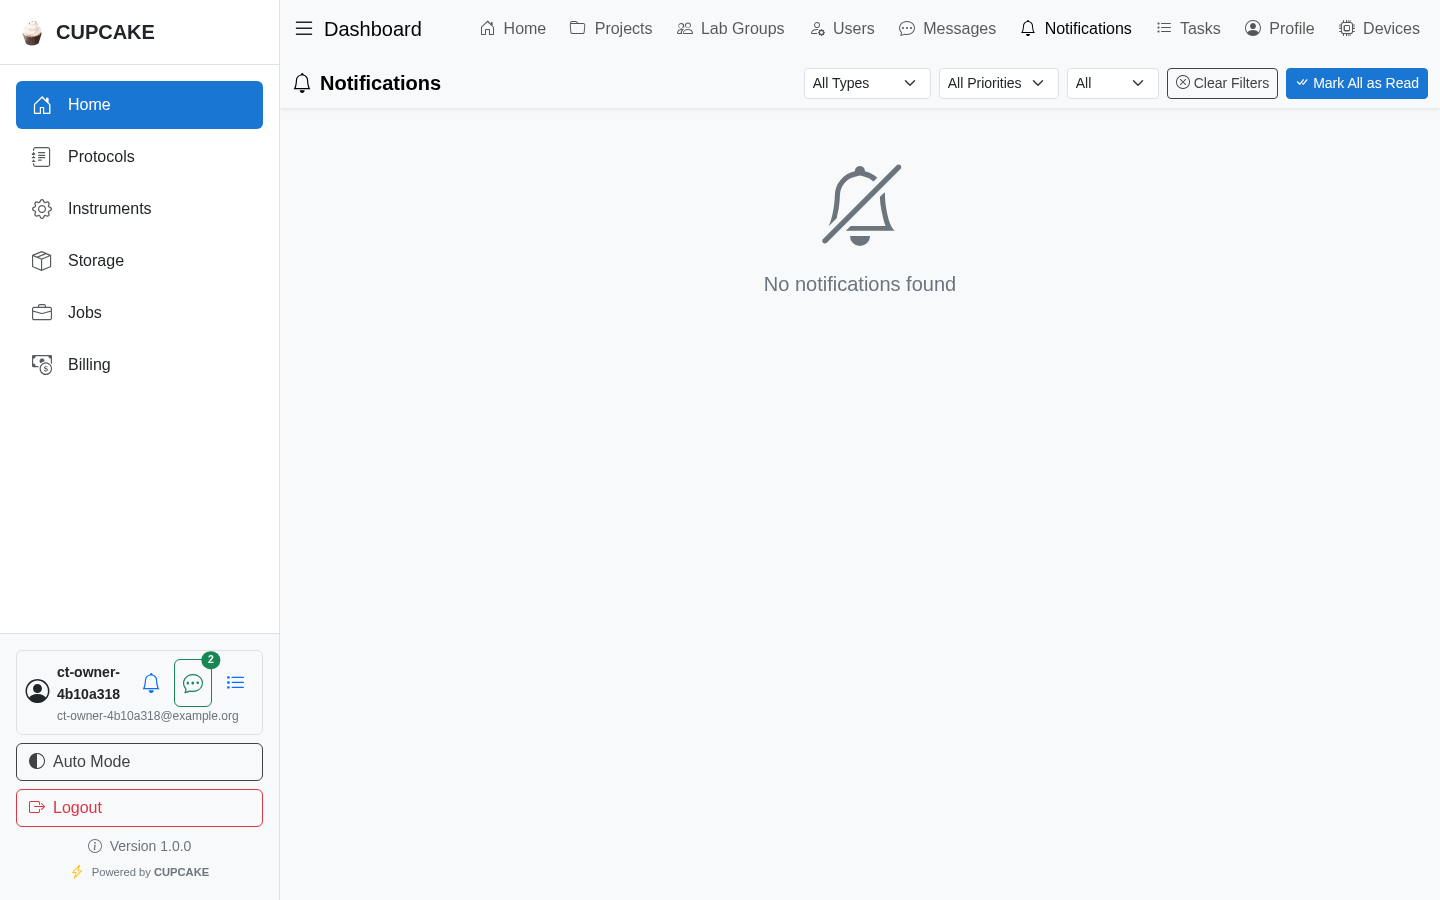 CUPCAKE
Home
Protocols
Instruments
Storage
Jobs
Billing
ct-owner-
4b10a318
2
ct-owner-4b10a318@example.org
Auto Mode
Logout
Version 1.0.0
Powered by CUPCAKE
Dashboard
Home
Projects
Lab Groups
Users
Messages
Notifications
Tasks
Profile
Devices
Notifications
All Types
All Priorities
All
Clear Filters
Mark All as Read
No notifications found